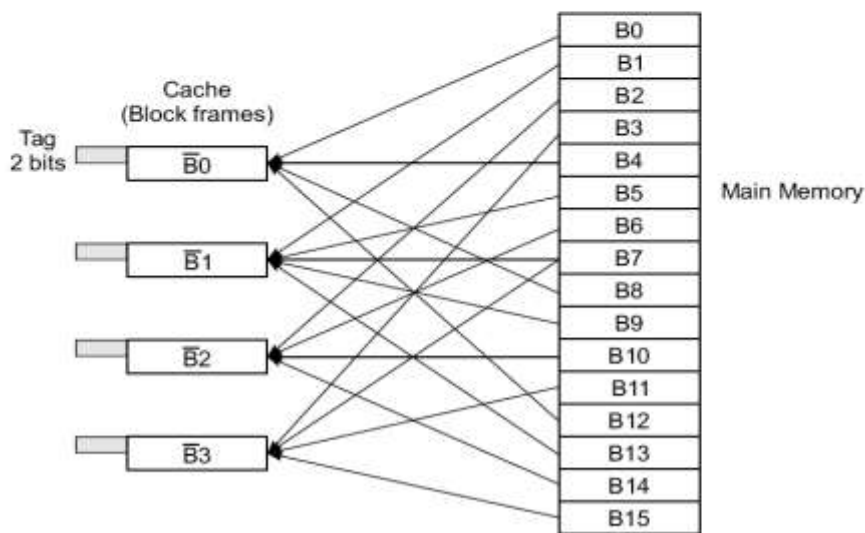 Cache
(Block frames)
Tag
2 bits
B̅0
B̅1
B̅2
B̅3
B0
B1
B2
B3
B4
B5
B6
B7
B8
B9
B10
B11
B12
B13
B14
B15
Main Memory